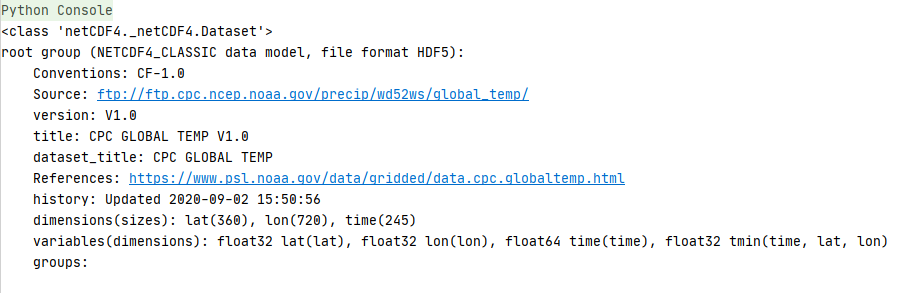 Python Console
<class 'netCDF4._netCDF4.Dataset'>
root group (NETCDF4_CLASSIC data model, file format HDF5):
Conventions: CF-1.0
Source: ftp://ftp.cpc.ncep.noaa.gov/precip/wd52ws/global_temp/
version: V1.0
title: CPC GLOBAL TEMP V1.0
dataset_title: CPC GLOBAL TEMP
References: https://www.psl.noaa.gov/data/gridded/data.cpc.globaltemp.html
history: Updated 2020-09-02 15:50:56
dimensions(sizes): lat(360), lon(720), time(245)
variables(dimensions): float32 lat(lat), float32 lon(lon), float64 time(time), float32 tmin(time, lat, lon)
groups: